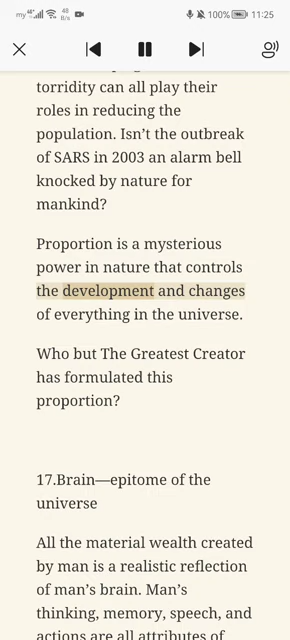 my 48 B/s 100% 11:25
torridity can all play their
roles in reducing the
population. Isn’t the outbreak
of SARS in 2003 an alarm bell
knocked by nature for
mankind?
Proportion is a mysterious
power in nature that controls
the development and changes
of everything in the universe.
Who but The Greatest Creator
has formulated this
proportion?
17.Brain—epitome of the
universe
All the material wealth created
by man is a realistic reflection
of man’s brain. Man’s
thinking, memory, speech, and
actions are all attributes of